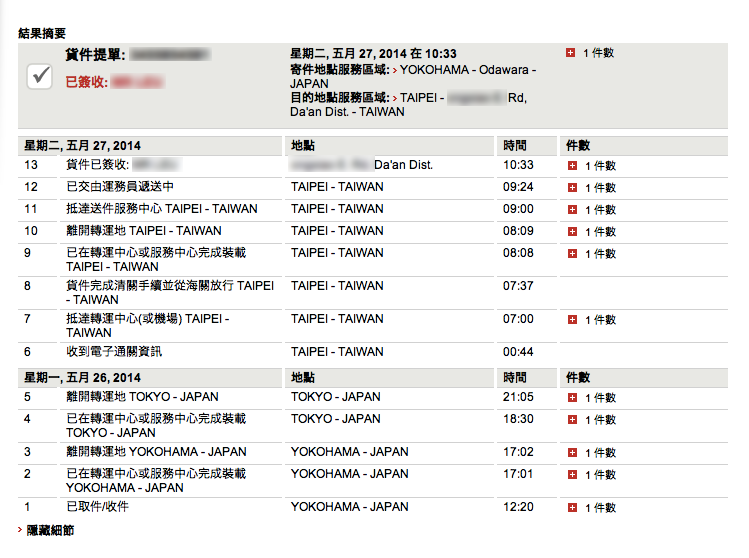 結果摘要
貨件提單:
已簽收:
星期二, 五月 27, 2014 在 10:33
寄件地點服務區域: › YOKOHAMA - Odawara -
JAPAN
目的地點服務區域: › TAIPEI - Rd,
Da'an Dist. - TAIWAN
1 件數
星期二, 五月 27, 2014 地點 時間 件數
13 貨件已簽收: Da'an Dist. 10:33 1 件數
12 已交由運務員遞送中 TAIPEI - TAIWAN 09:24 1 件數
11 抵達送件服務中心 TAIPEI - TAIWAN TAIPEI - TAIWAN 09:00 1 件數
10 離開轉運地 TAIPEI - TAIWAN TAIPEI - TAIWAN 08:09 1 件數
9 已在轉運中心或服務中心完成裝載 TAIPEI - TAIWAN 08:08 1 件數
TAIPEI - TAIWAN
8 貨件完成清關手續並從海關放行 TAIPEI TAIPEI - TAIWAN 07:37
- TAIWAN
7 抵達轉運中心(或機場) TAIPEI - TAIPEI - TAIWAN 07:00 1 件數
TAIWAN
6 收到電子通關資訊 TAIPEI - TAIWAN 00:44
星期一, 五月 26, 2014 地點 時間 件數
5 離開轉運地 TOKYO - JAPAN TOKYO - JAPAN 21:05 1 件數
4 已在轉運中心或服務中心完成裝載 TOKYO - JAPAN 18:30 1 件數
TOKYO - JAPAN
3 離開轉運地 YOKOHAMA - JAPAN YOKOHAMA - JAPAN 17:02 1 件數
2 已在轉運中心或服務中心完成裝載 YOKOHAMA - JAPAN 17:01 1 件數
YOKOHAMA - JAPAN
1 已取件/收件 YOKOHAMA - JAPAN 12:20 1 件數
› 隱藏細節